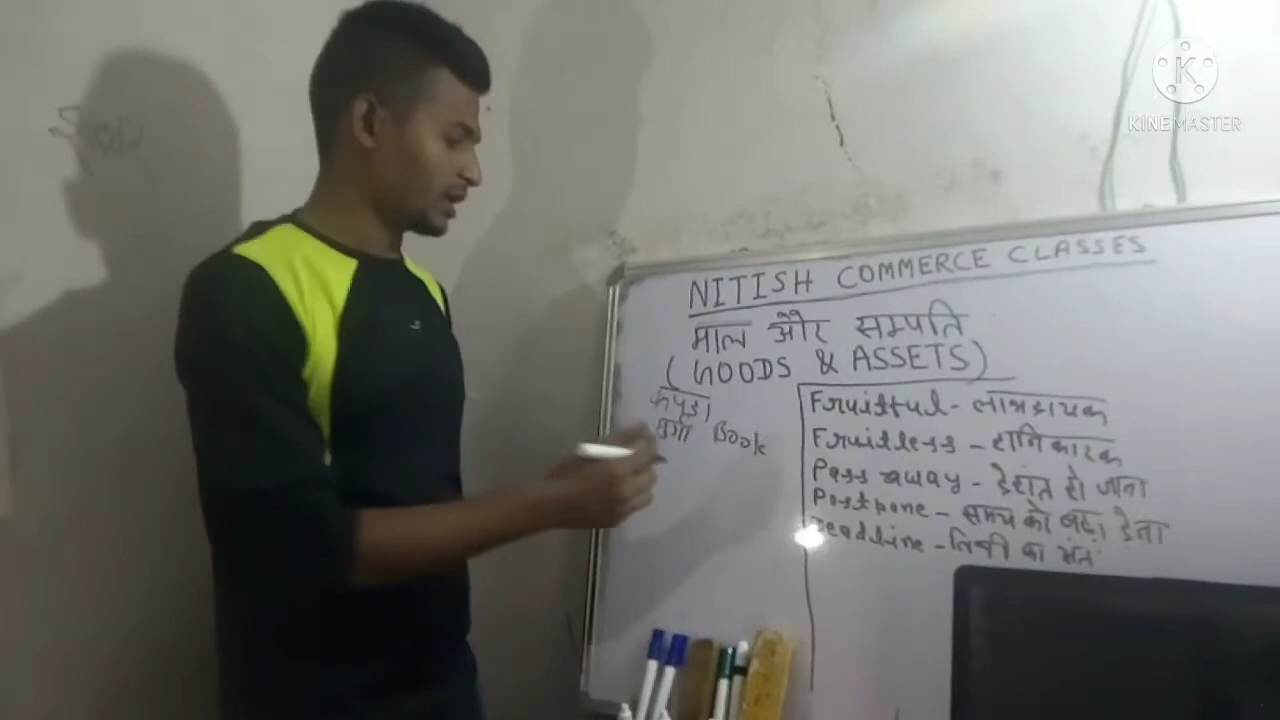 KINEMASTER
NITISH COMMERCE CLASSES
माल और सम्पति
(GOODS & ASSETS)
कपड़ा
मुर्गा Book
Fruitful - लाभदायक
Fruitless - हानिकारक
Pass away - देहांत हो जाना
Postpone - समय को बढ़ा देना
Deadline - तिथी का अंत